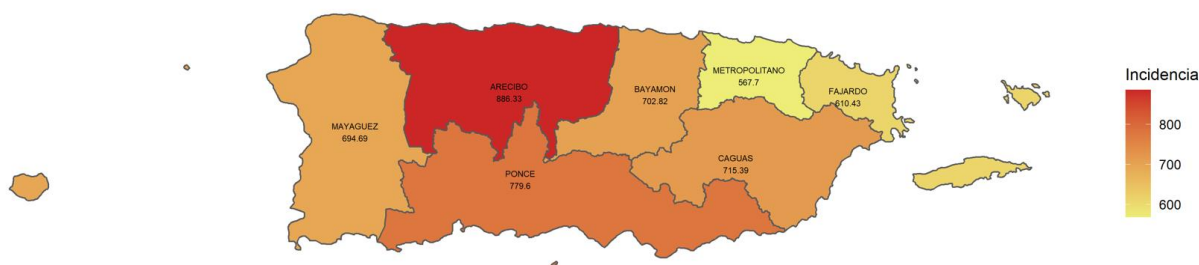 METROPOLITANO
567.7
Incidencia
ARECIBO
886.33
BAYAMON
702.82
FAJARDO
610.43
800
MAYAGUEZ
694.69
700
CAGUAS
715.39
PONCE
779.6
600